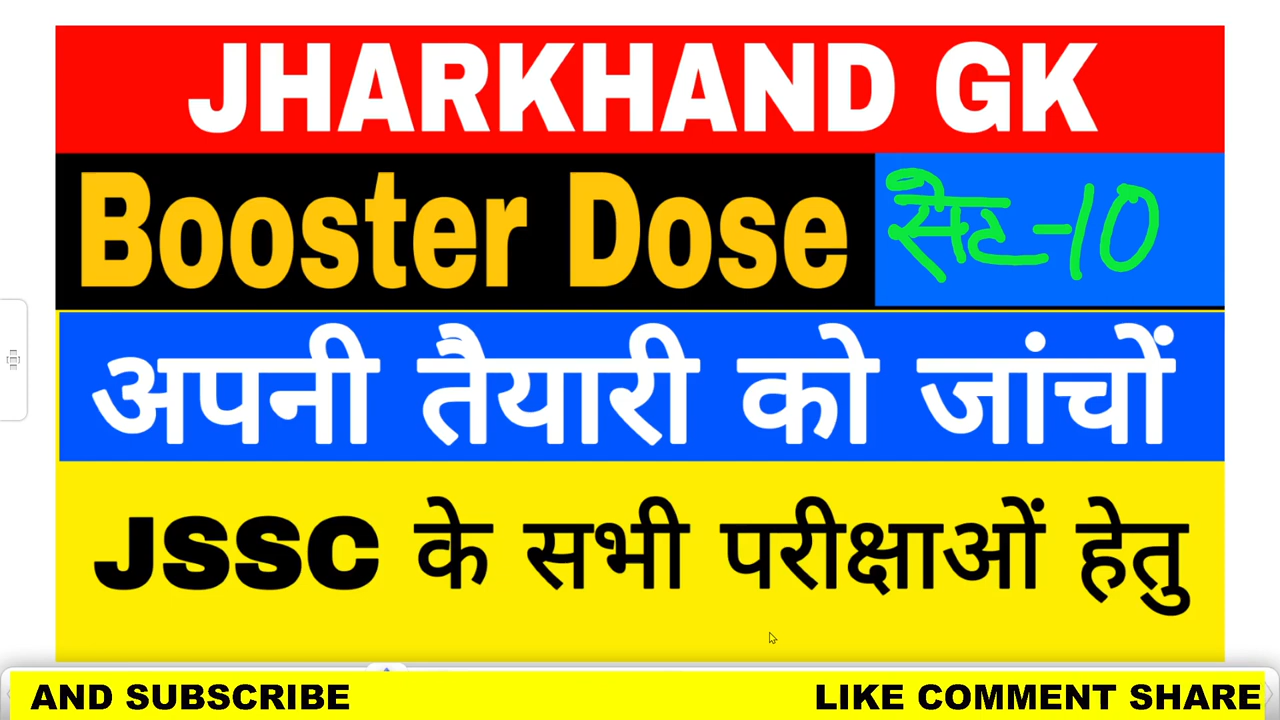 JHARKHAND GK
Booster Dose सेट-10
अपनी तैयारी को जांचों
JSSC के सभी परीक्षाओं हेतु
AND SUBSCRIBE LIKE COMMENT SHARE